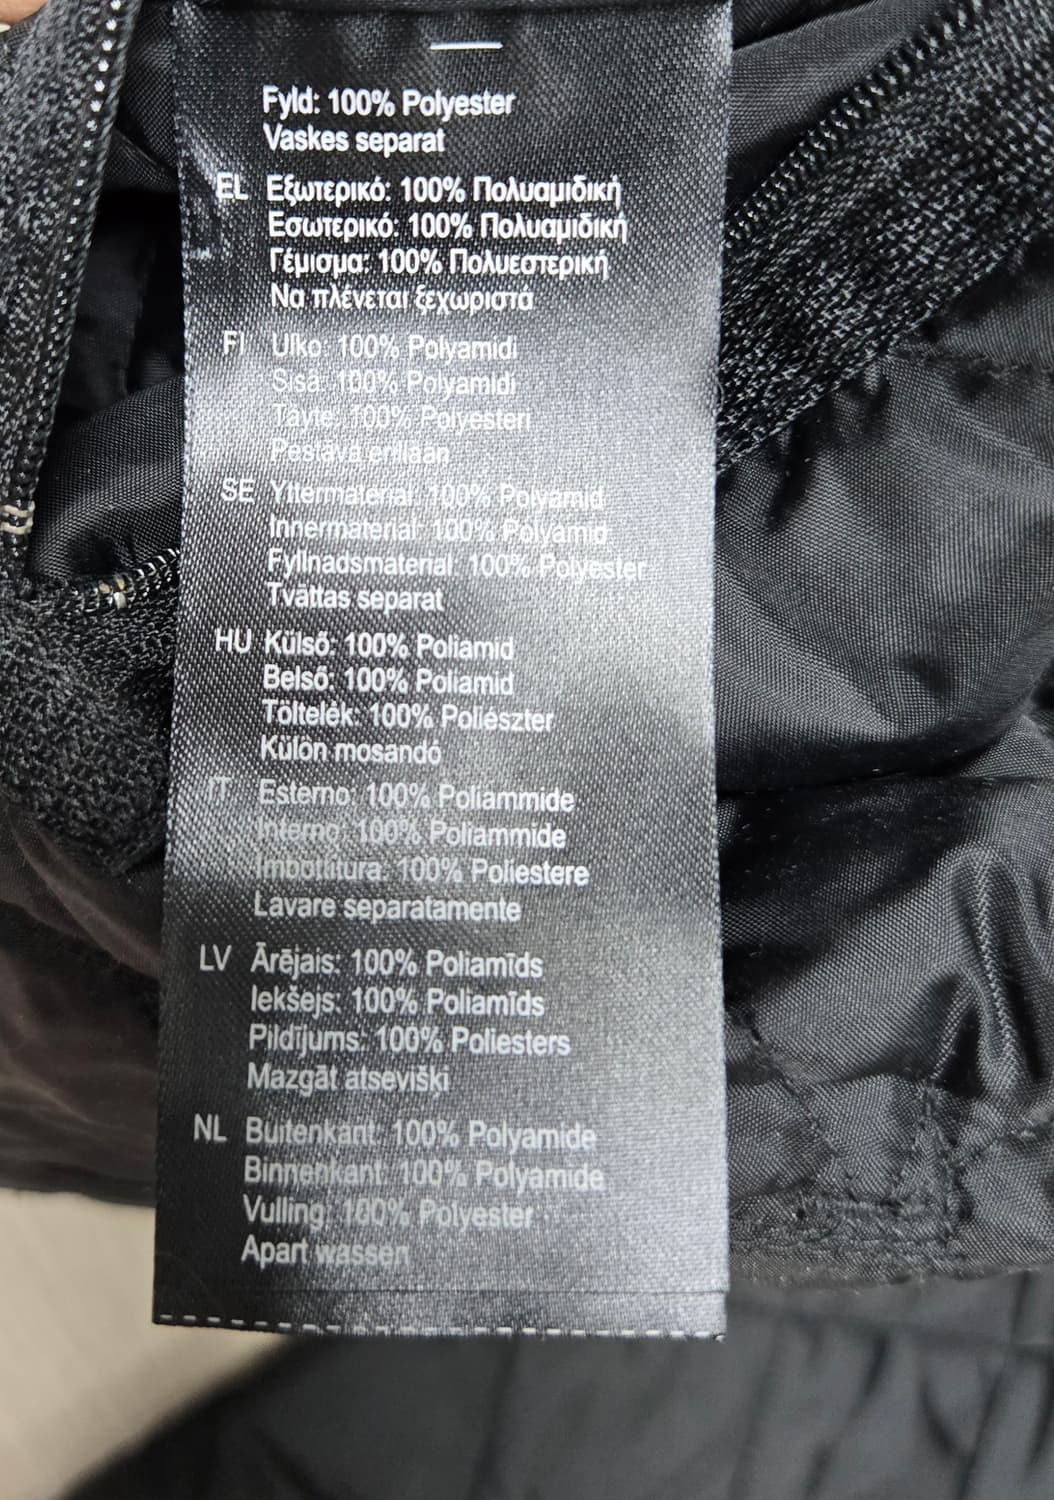 Fyld: 100% Polyester
Vaskes separat
EL Εξωτερικό: 100% Πολυαμιδική
Εσωτερικό: 100% Πολυαμιδική
Γέμισμα: 100% Πολυεστερική
Να πλένεται ξεχωριστά
FI Ulko: 100% Polyamidi
Sisä: 100% Polyamidi
Täyte: 100% Polyesteri
Pestävä erillään
SE Yttermaterial: 100% Polyamid
Innermaterial: 100% Polyamid
Fyllnadsmaterial: 100% Polyester
Tvättas separat
HU Külső: 100% Poliamid
Belső: 100% Poliamid
Töltelék: 100% Poliészter
Külön mosandó
IT Esterno: 100% Poliammide
Interno: 100% Poliammide
Imbottitura: 100% Poliestere
Lavare separatamente
LV Ārējais: 100% Poliamīds
Iekšējs: 100% Poliamīds
Pildījums: 100% Poliesters
Mazgāt atsevišķi
NL Buitenkant: 100% Polyamide
Binnenkant: 100% Polyamide
Vulling: 100% Polyester
Apart wassen